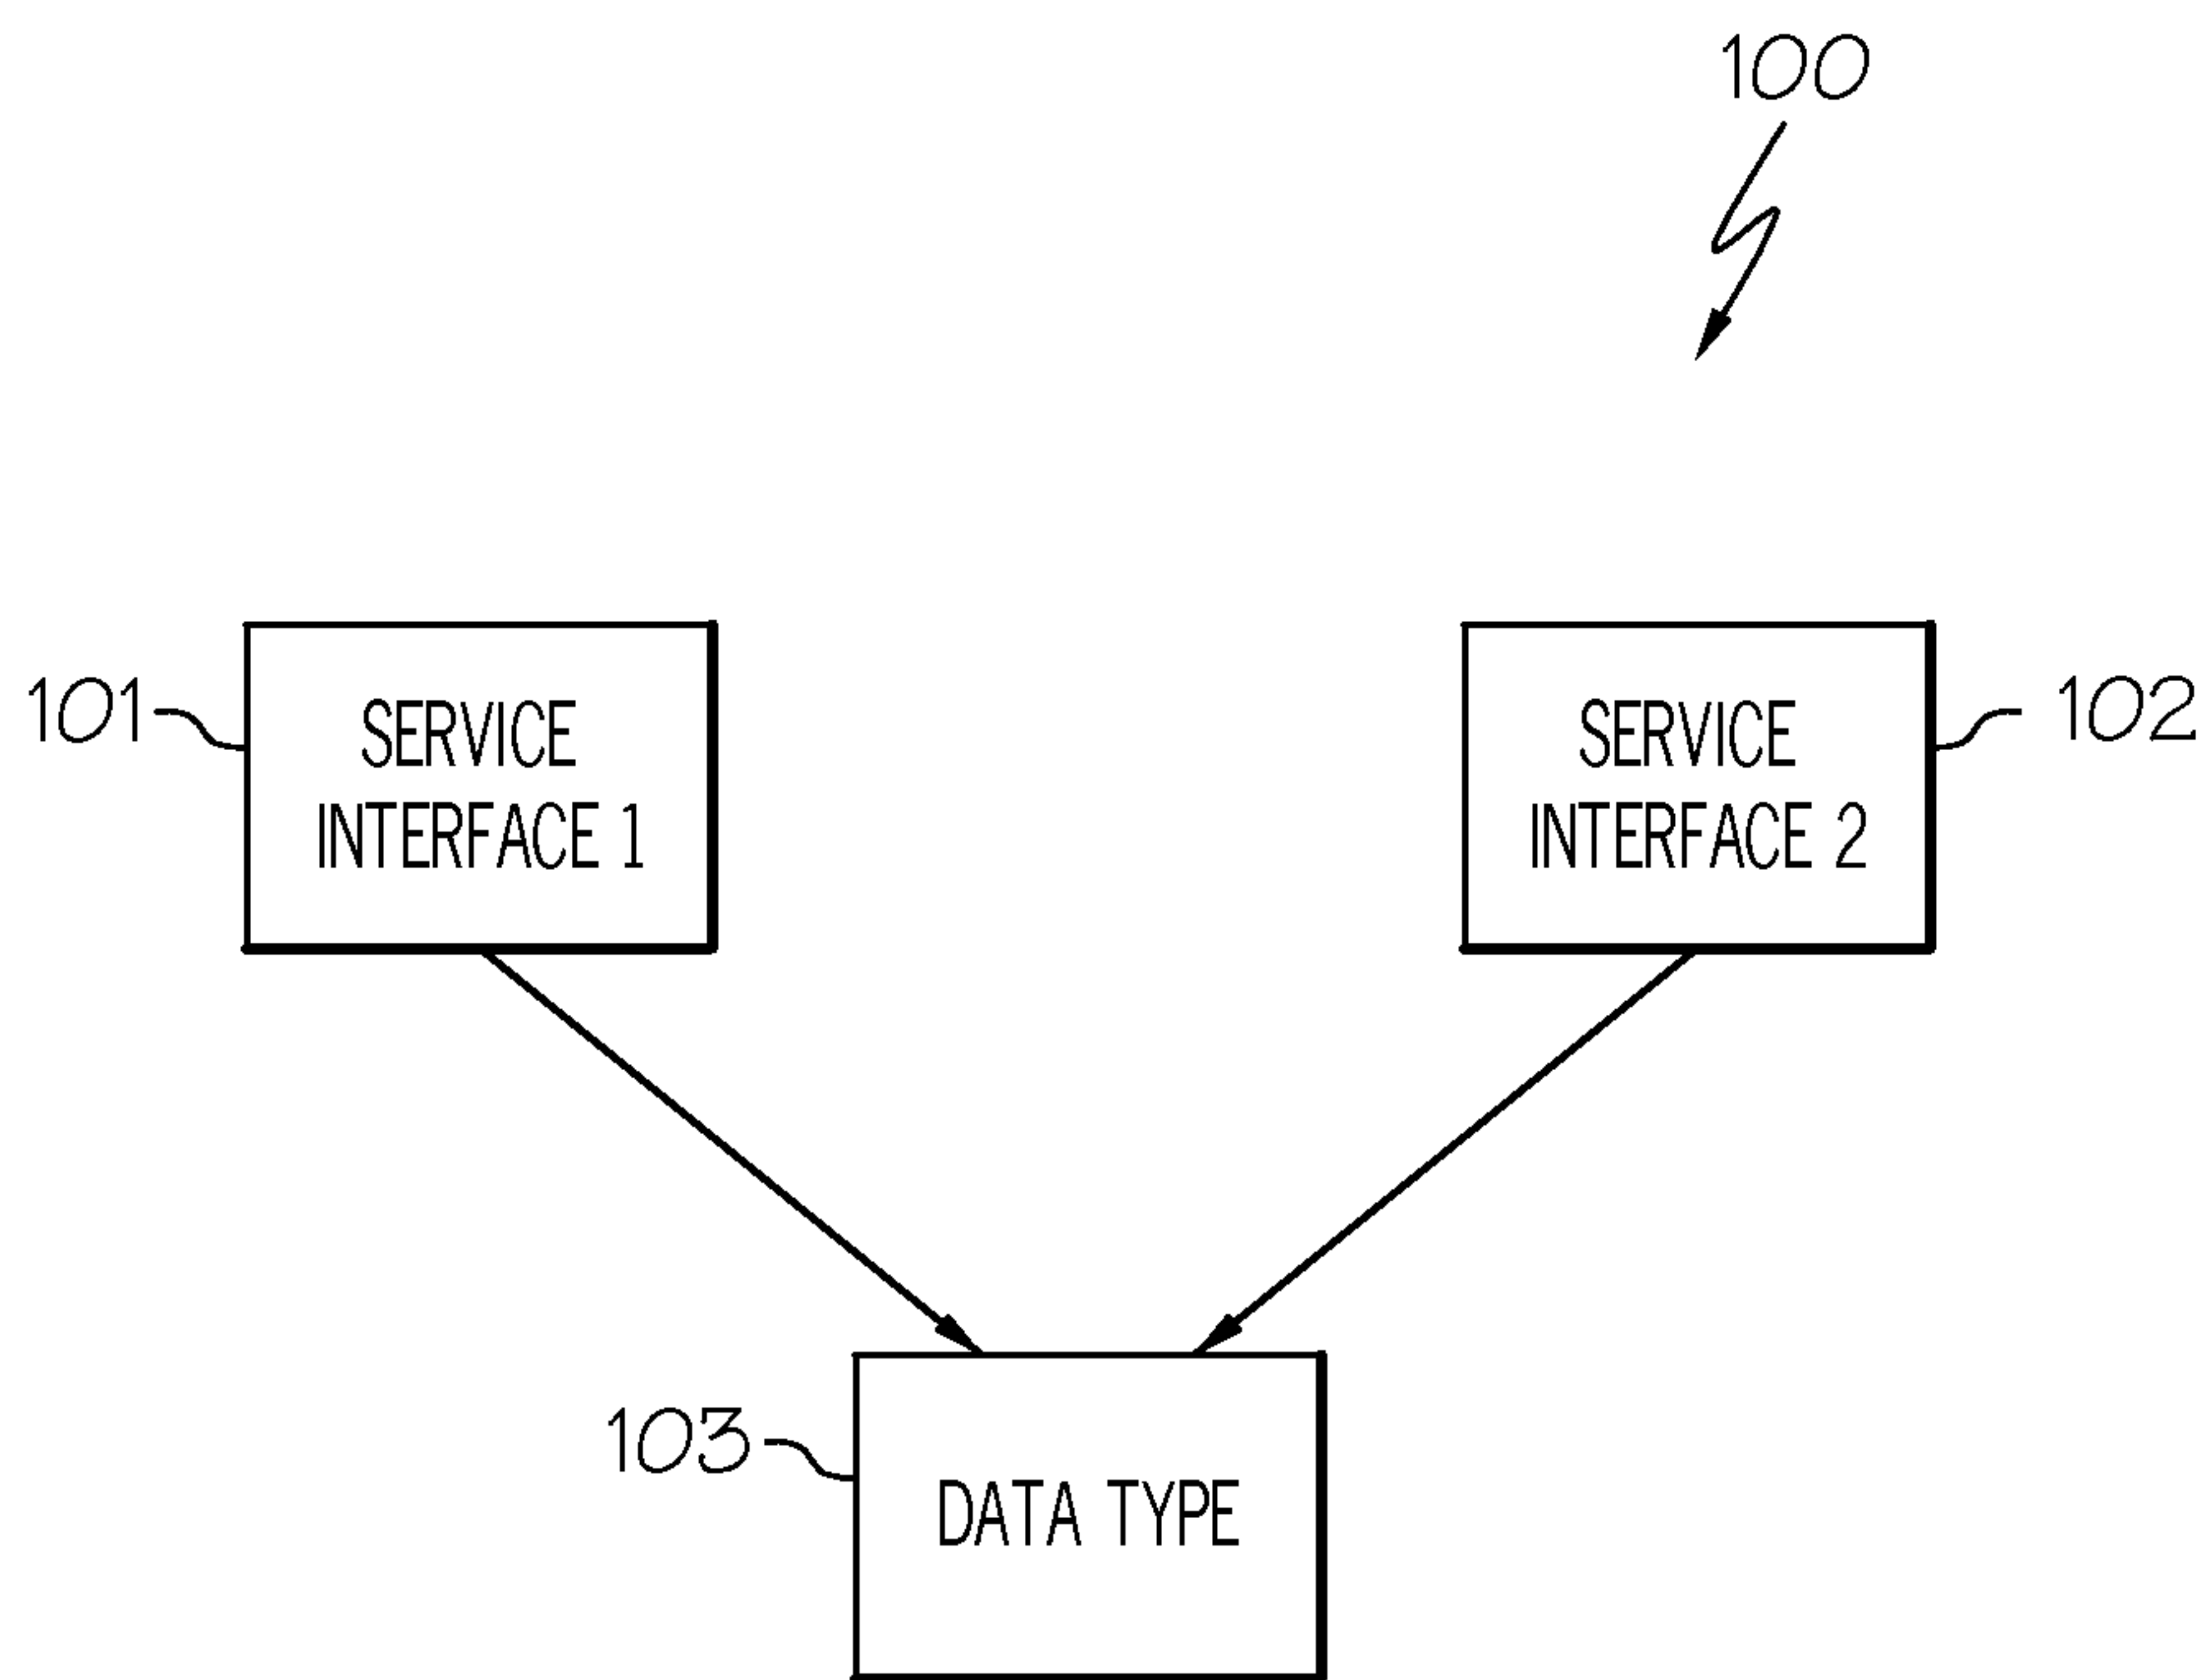 100
101
SERVICE
INTERFACE 1
SERVICE
INTERFACE 2
102
103
DATA TYPE